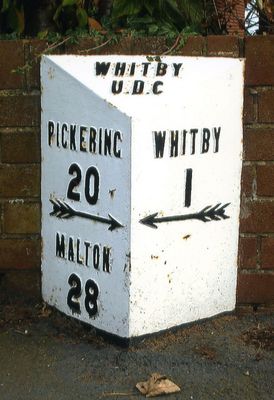 WHITBY
U.D.C
PICKERING
20
MALTON
28
WHITBY
1